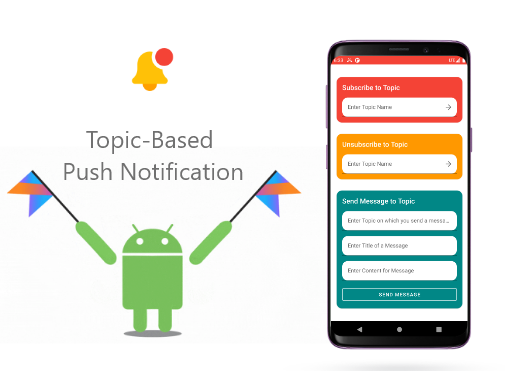 Topic-Based
Push Notification
Subscribe to Topic
Enter Topic Name
Unsubscribe to Topic
Enter Topic Name
Send Message to Topic
Enter Topic on which you send a messa...
Enter Title of a Message
Enter Content for Message
SEND MESSAGE